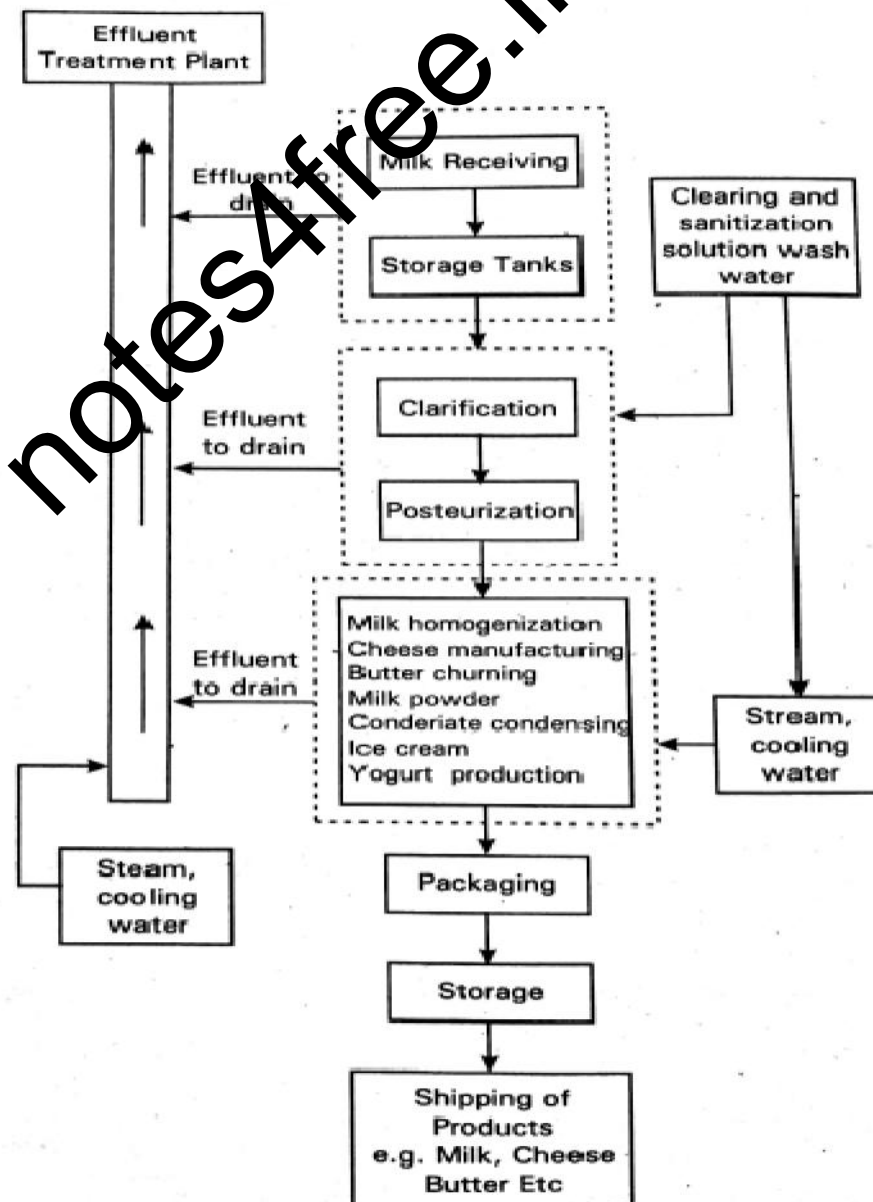 Effluent
Treatment Plant
notes4free.in
Milk Receiving
Effluent to
drain
Storage Tanks
Clearing and
sanitization
solution wash
water
Clarification
Effluent
to drain
Posteurization
Milk homogenization
Cheese manufacturing
Butter churning
Milk powder
Conderiate condensing
Ice cream
Yogurt production
Effluent
to drain
Stream,
cooling
water
Steam,
cooling
water
Packaging
Storage
Shipping of
Products
e.g. Milk, Cheese
Butter Etc